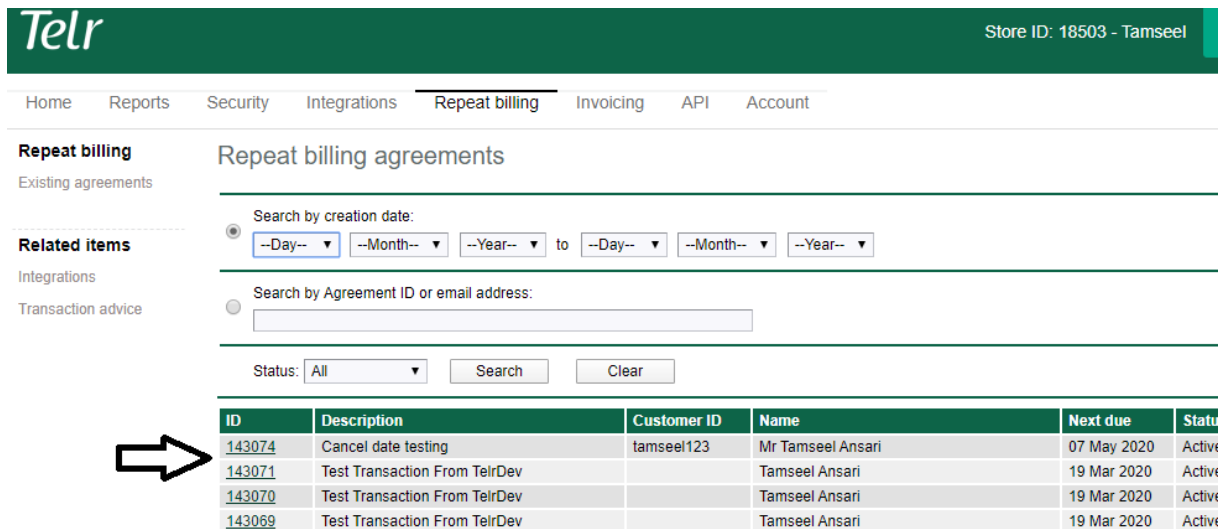 Telr
Store ID: 18503 - Tamseel
Home Reports Security Integrations Repeat billing Invoicing API Account
Repeat billing
Existing agreements
Related items
Integrations
Transaction advice
Repeat billing agreements
Search by creation date:
--Day-- --Month-- --Year-- to --Day-- --Month-- --Year--
Search by Agreement ID or email address:
Status: All Search Clear
ID Description Customer ID Name Next due Statu
143074 Cancel date testing tamseel123 Mr Tamseel Ansari 07 May 2020 Active
143071 Test Transaction From TelrDev Tamseel Ansari 19 Mar 2020 Active
143070 Test Transaction From TelrDev Tamseel Ansari 19 Mar 2020 Active
143069 Test Transaction From TelrDev Tamseel Ansari 19 Mar 2020 Active